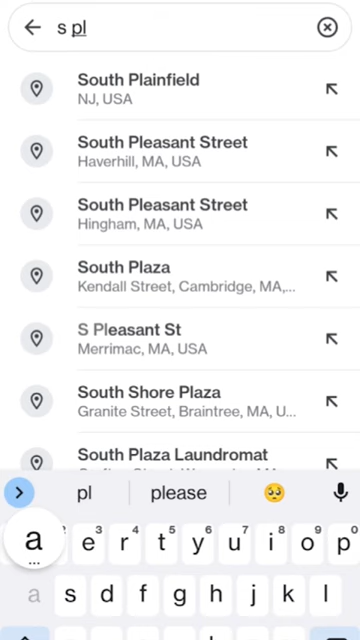 s pl
South Plainfield
NJ, USA
South Pleasant Street
Haverhill, MA, USA
South Pleasant Street
Hingham, MA, USA
South Plaza
Kendall Street, Cambridge, MA,...
S Pleasant St
Merrimac, MA, USA
South Shore Plaza
Granite Street, Braintree, MA, U...
South Plaza Laundromat
pl please
a
2 3 4 5 6 7 8 9 0
e r t y u i o p
a s d f g h j k l